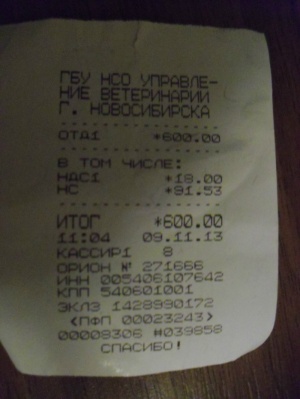 ГБУ НСО УПРАВЛЕ-
НИЕ ВЕТЕРИНАРИИ
Г. НОВОСИБИРСКА
ОТД1 *600.00
В ТОМ ЧИСЛЕ:
НДС1 *18.00
НС *91.53
ИТОГ *600.00
11:04 09.11.13
КАССИР1 8
ОРИОН № 271666
ИНН 005406107642
КПП 540601001
ЭКЛЗ 1428990172
<ПФП 00023243>
00008306 #039858
СПАСИБО!